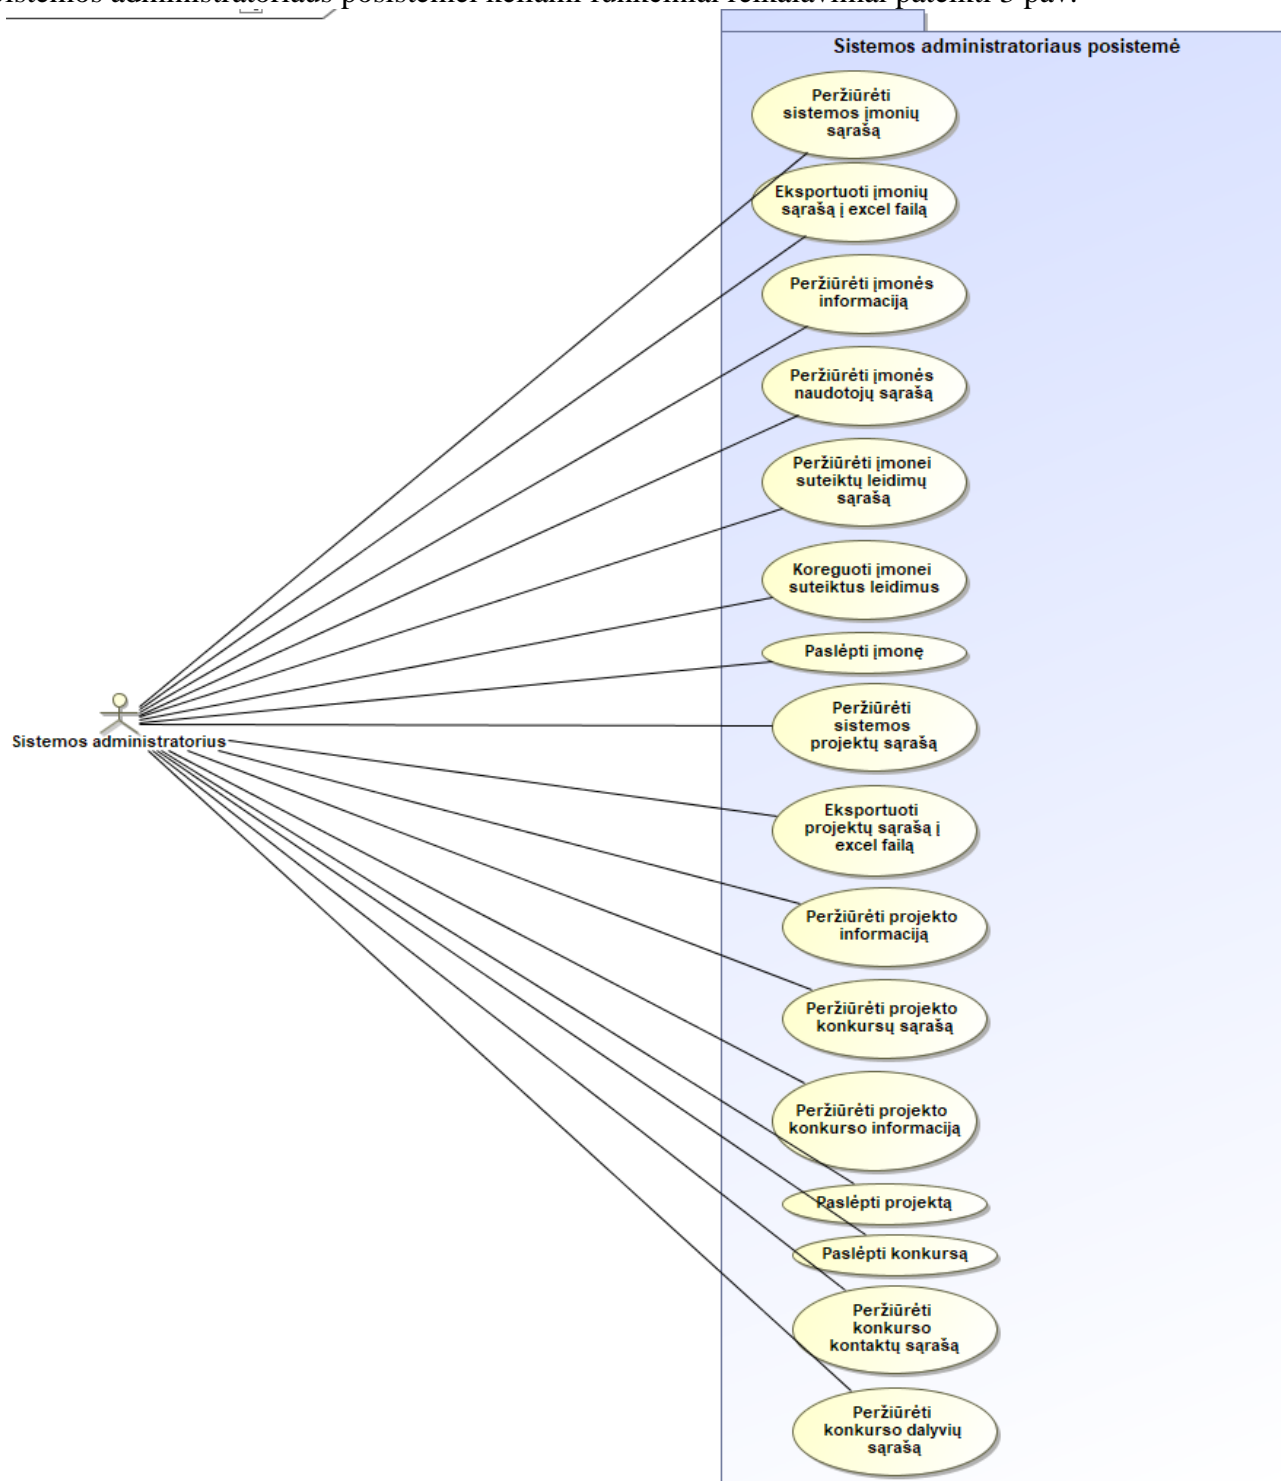 sistemos administratoriaus posistemei keliami funkciniai reikalavimai pateikti 3 pav.
Sistemos administratoriaus posistemė
Peržiūrėti
sistemos įmonių
sąrašą
Eksportuoti įmonių
sąrašą į excel failą
Peržiūrėti įmonės
informaciją
Peržiūrėti įmonės
naudotojų sąrašą
Peržiūrėti įmonei
suteiktų leidimų
sąrašą
Koreguoti įmonei
suteiktus leidimus
Paslėpti įmonę
Peržiūrėti
sistemos
projektų sąrašą
Sistemos administratorius
Eksportuoti
projektų sąrašą į
excel failą
Peržiūrėti projekto
informaciją
Peržiūrėti projekto
konkursų sąrašą
Peržiūrėti projekto
konkurso informaciją
Paslėpti projektą
Paslėpti konkursą
Peržiūrėti
konkurso
kontaktų sąrašą
Peržiūrėti
konkurso dalyvių
sąrašą